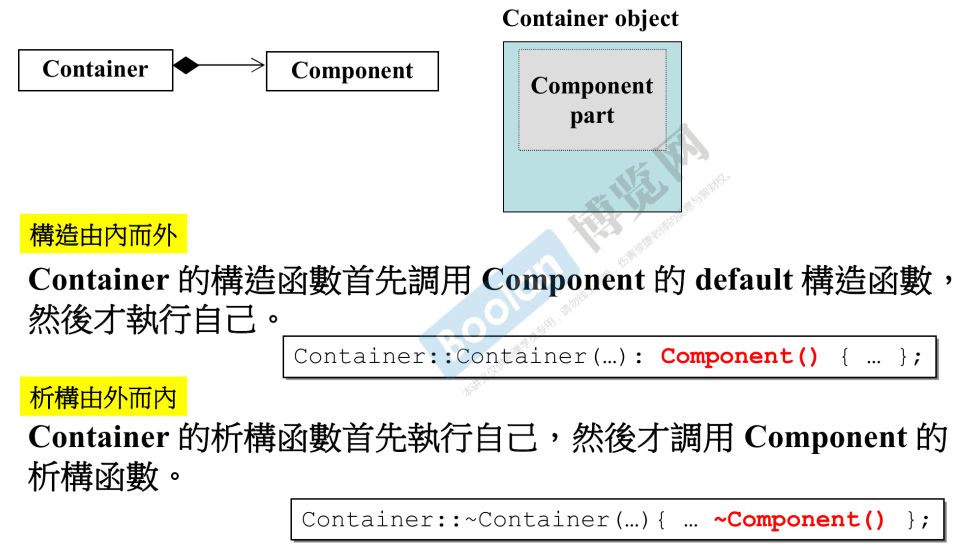 Container object
Container
Component
Component
part
構造由內而外
Container 的構造函數首先調用 Component 的 default 構造函數，
然後才執行自己。
Container::Container(…): Component() { … };
析構由外而內
Container 的析構函數首先執行自己，然後才調用 Component 的
析構函數。
Container::~Container(…){ … ~Component() };
Boolan
博览网